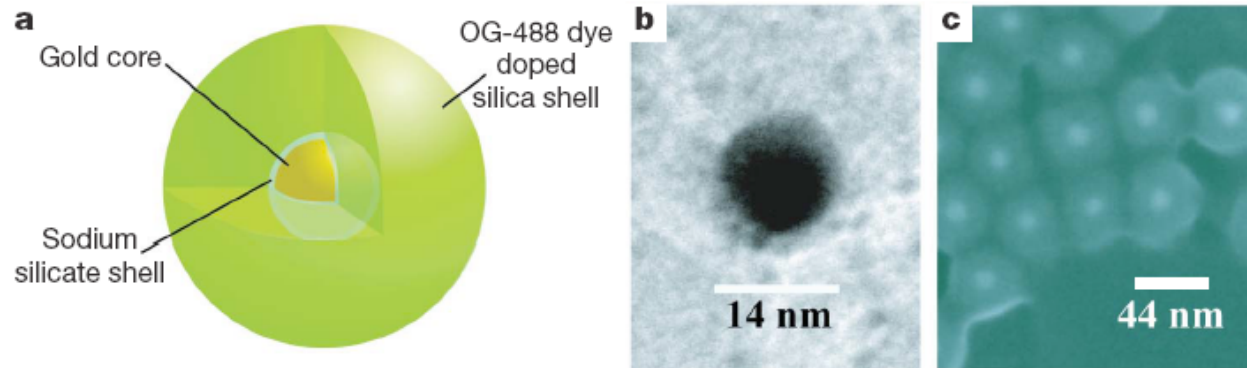 a
Gold core
OG-488 dye
doped
silica shell
Sodium
silicate shell
b
14 nm
c
44 nm